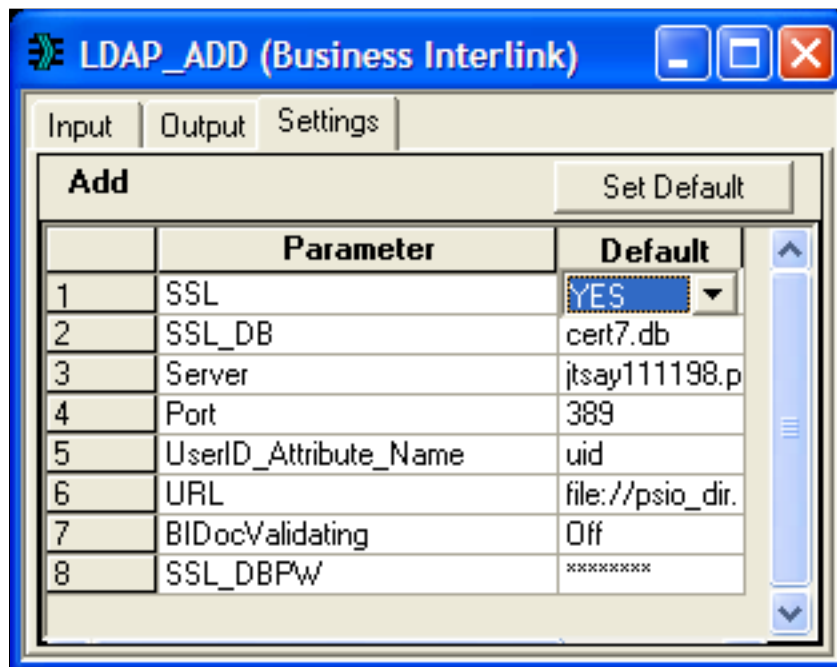 LDAP_ADD (Business Interlink)
Input Output Settings
Add Set Default
Parameter Default
1 SSL YES
2 SSL_DB cert7.db
3 Server jtsay111198.p
4 Port 389
5 UserID_Attribute_Name uid
6 URL file://psio_dir.
7 BIDocValidating Off
8 SSL_DBPW ********